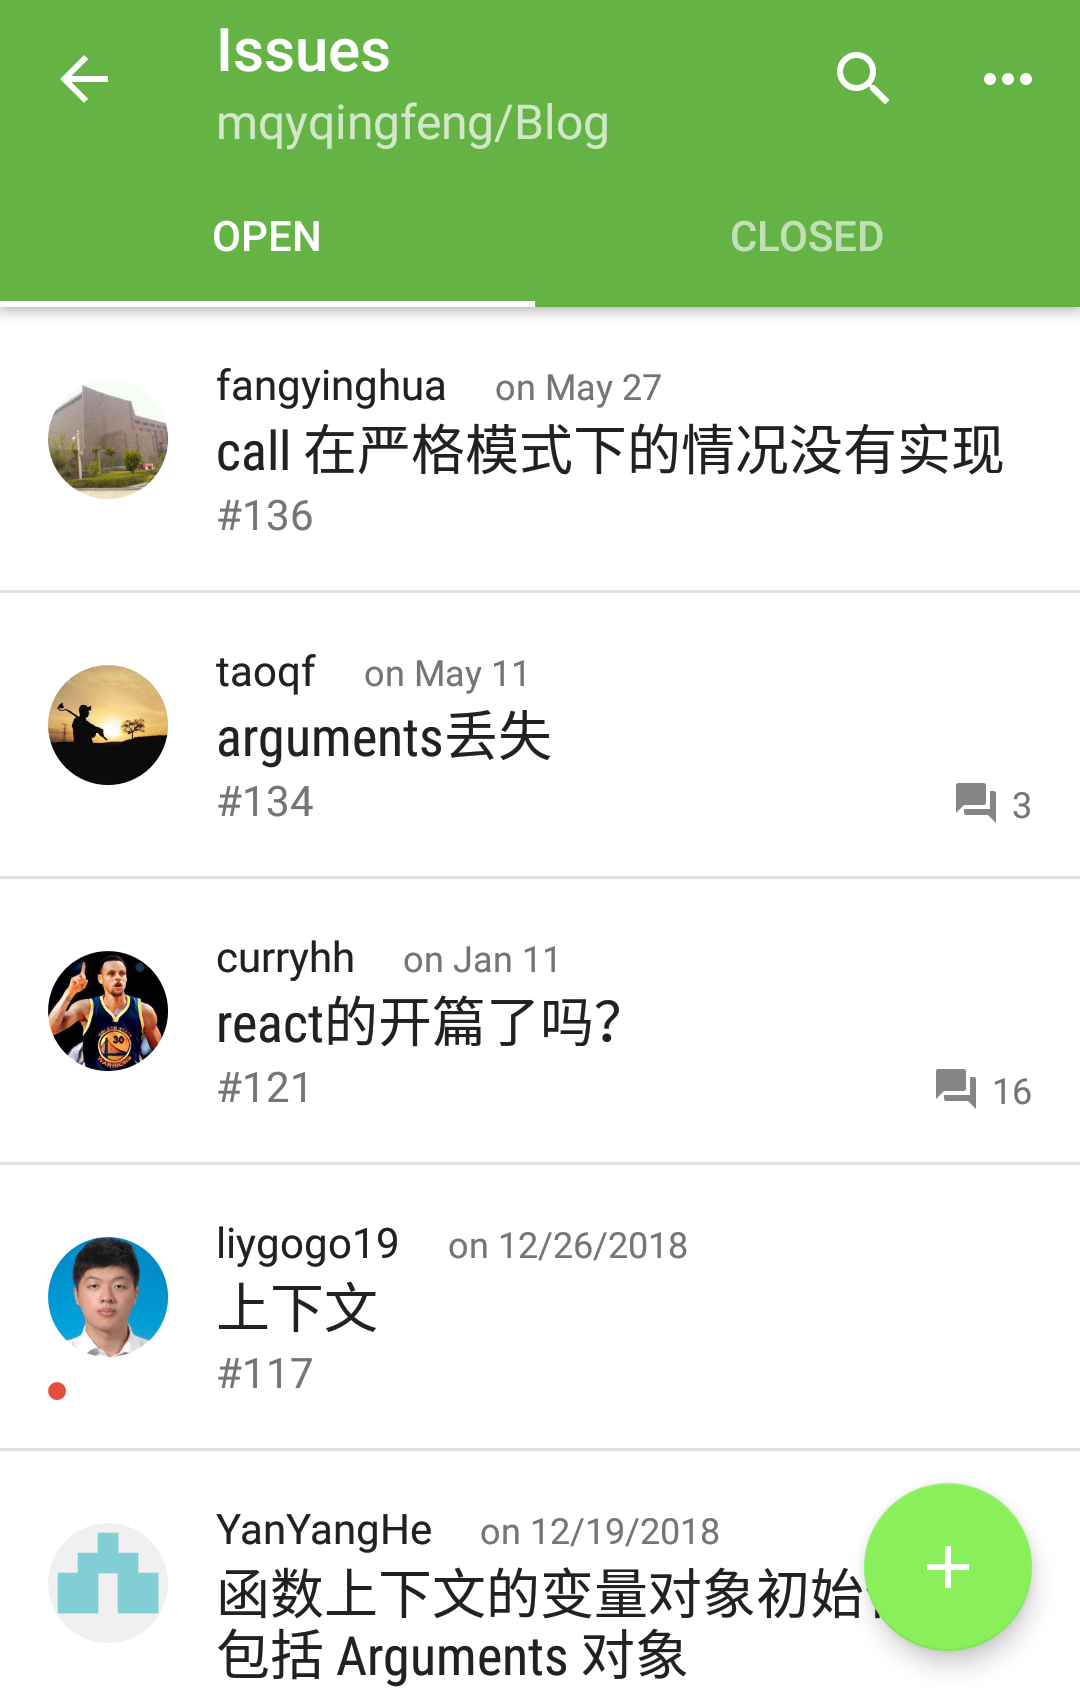 Issues
mqyqingfeng/Blog
OPEN
CLOSED
fangyinghua on May 27
call 在严格模式下的情况没有实现
#136
taoqf on May 11
arguments丢失
#134
3
curryhh on Jan 11
react的开篇了吗?
#121
16
liygogo19 on 12/26/2018
上下文
#117
YanYangHe on 12/19/2018
函数上下文的变量对象初始
包括 Arguments 对象